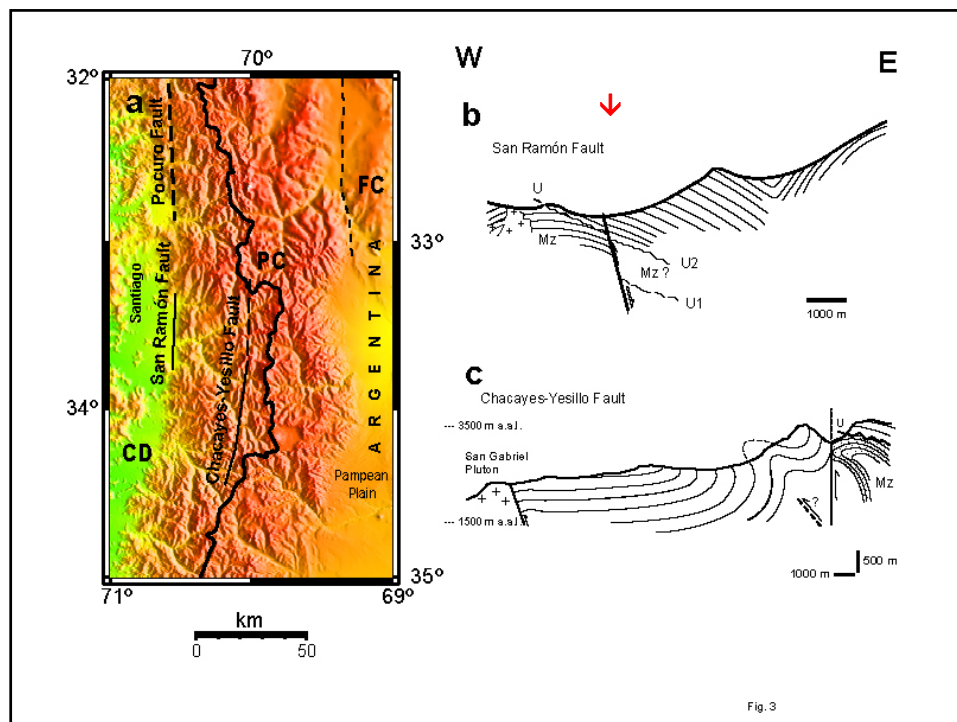 70º
32º
a
Pocuro Fault
FC
33º
PC
Santiago
San Ramón Fault
Chacayes-Yesillo Fault
ARGENTINA
34º
CD
Pampean
Plain
35º
71º
69º
km
0 50
W
E
b
San Ramón Fault
U
+
+
+
Mz
U2
Mz ?
U1
1000 m
c
Chacayes-Yesillo Fault
--- 3500 m a.s.l.
U
San Gabriel
Pluton
Mz
+ + +
?
--- 1500 m a.s.l.
500 m
1000 m
Fig. 3